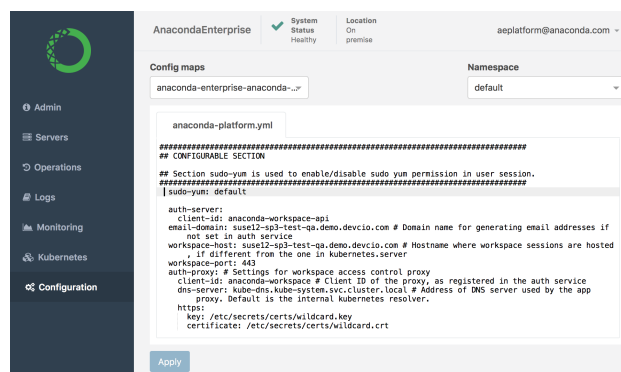 AnacondaEnterprise
System Status
Healthy
Location
On premise
aeplatform@anaconda.com
Admin
Servers
Operations
Logs
Monitoring
Kubernetes
Configuration
Config maps
anaconda-enterprise-anaconda-...
Namespace
default
anaconda-platform.yml
################################################################################
## CONFIGURABLE SECTION
## Section sudo-yum is used to enable/disable sudo yum permission in user session.
################################################################################
sudo-yum: default
auth-server:
client-id: anaconda-workspace-api
email-domain: suse12-sp3-test-qa.demo.devcio.com # Domain name for generating email addresses if
not set in auth service
workspace-host: suse12-sp3-test-qa.demo.devcio.com # Hostname where workspace sessions are hosted
, if different from the one in kubernetes.server
workspace-port: 443
auth-proxy: # Settings for workspace access control proxy
client-id: anaconda-workspace # Client ID of the proxy, as registered in the auth service
dns-server: kube-dns.kube-system.svc.cluster.local # Address of DNS server used by the app
proxy. Default is the internal kubernetes resolver.
https:
key: /etc/secrets/certs/wildcard.key
certificate: /etc/secrets/certs/wildcard.crt
Apply